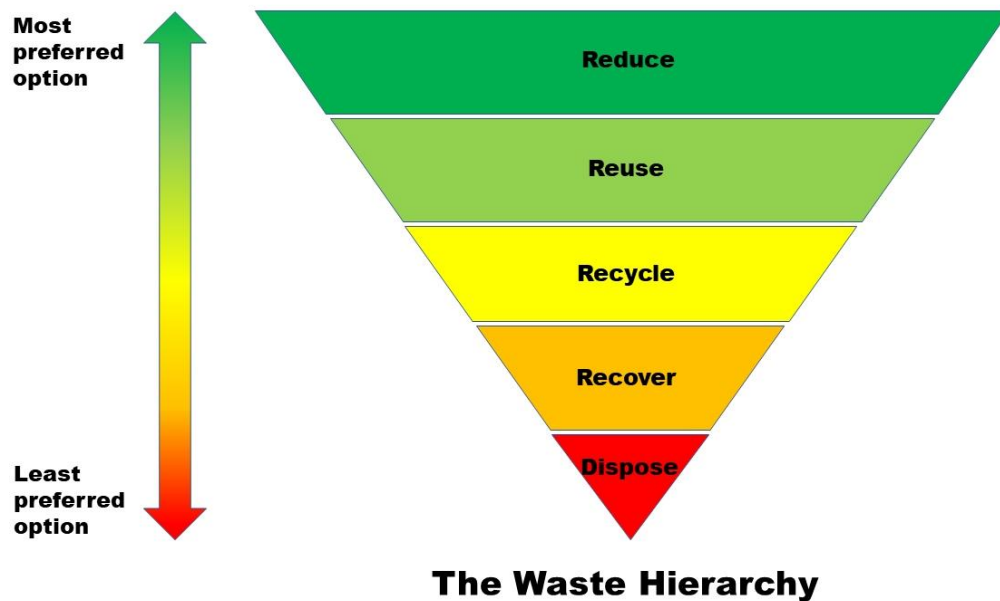 Most
preferred
option
Reduce
Reuse
Recycle
Recover
Dispose
Least
preferred
option
The Waste Hierarchy